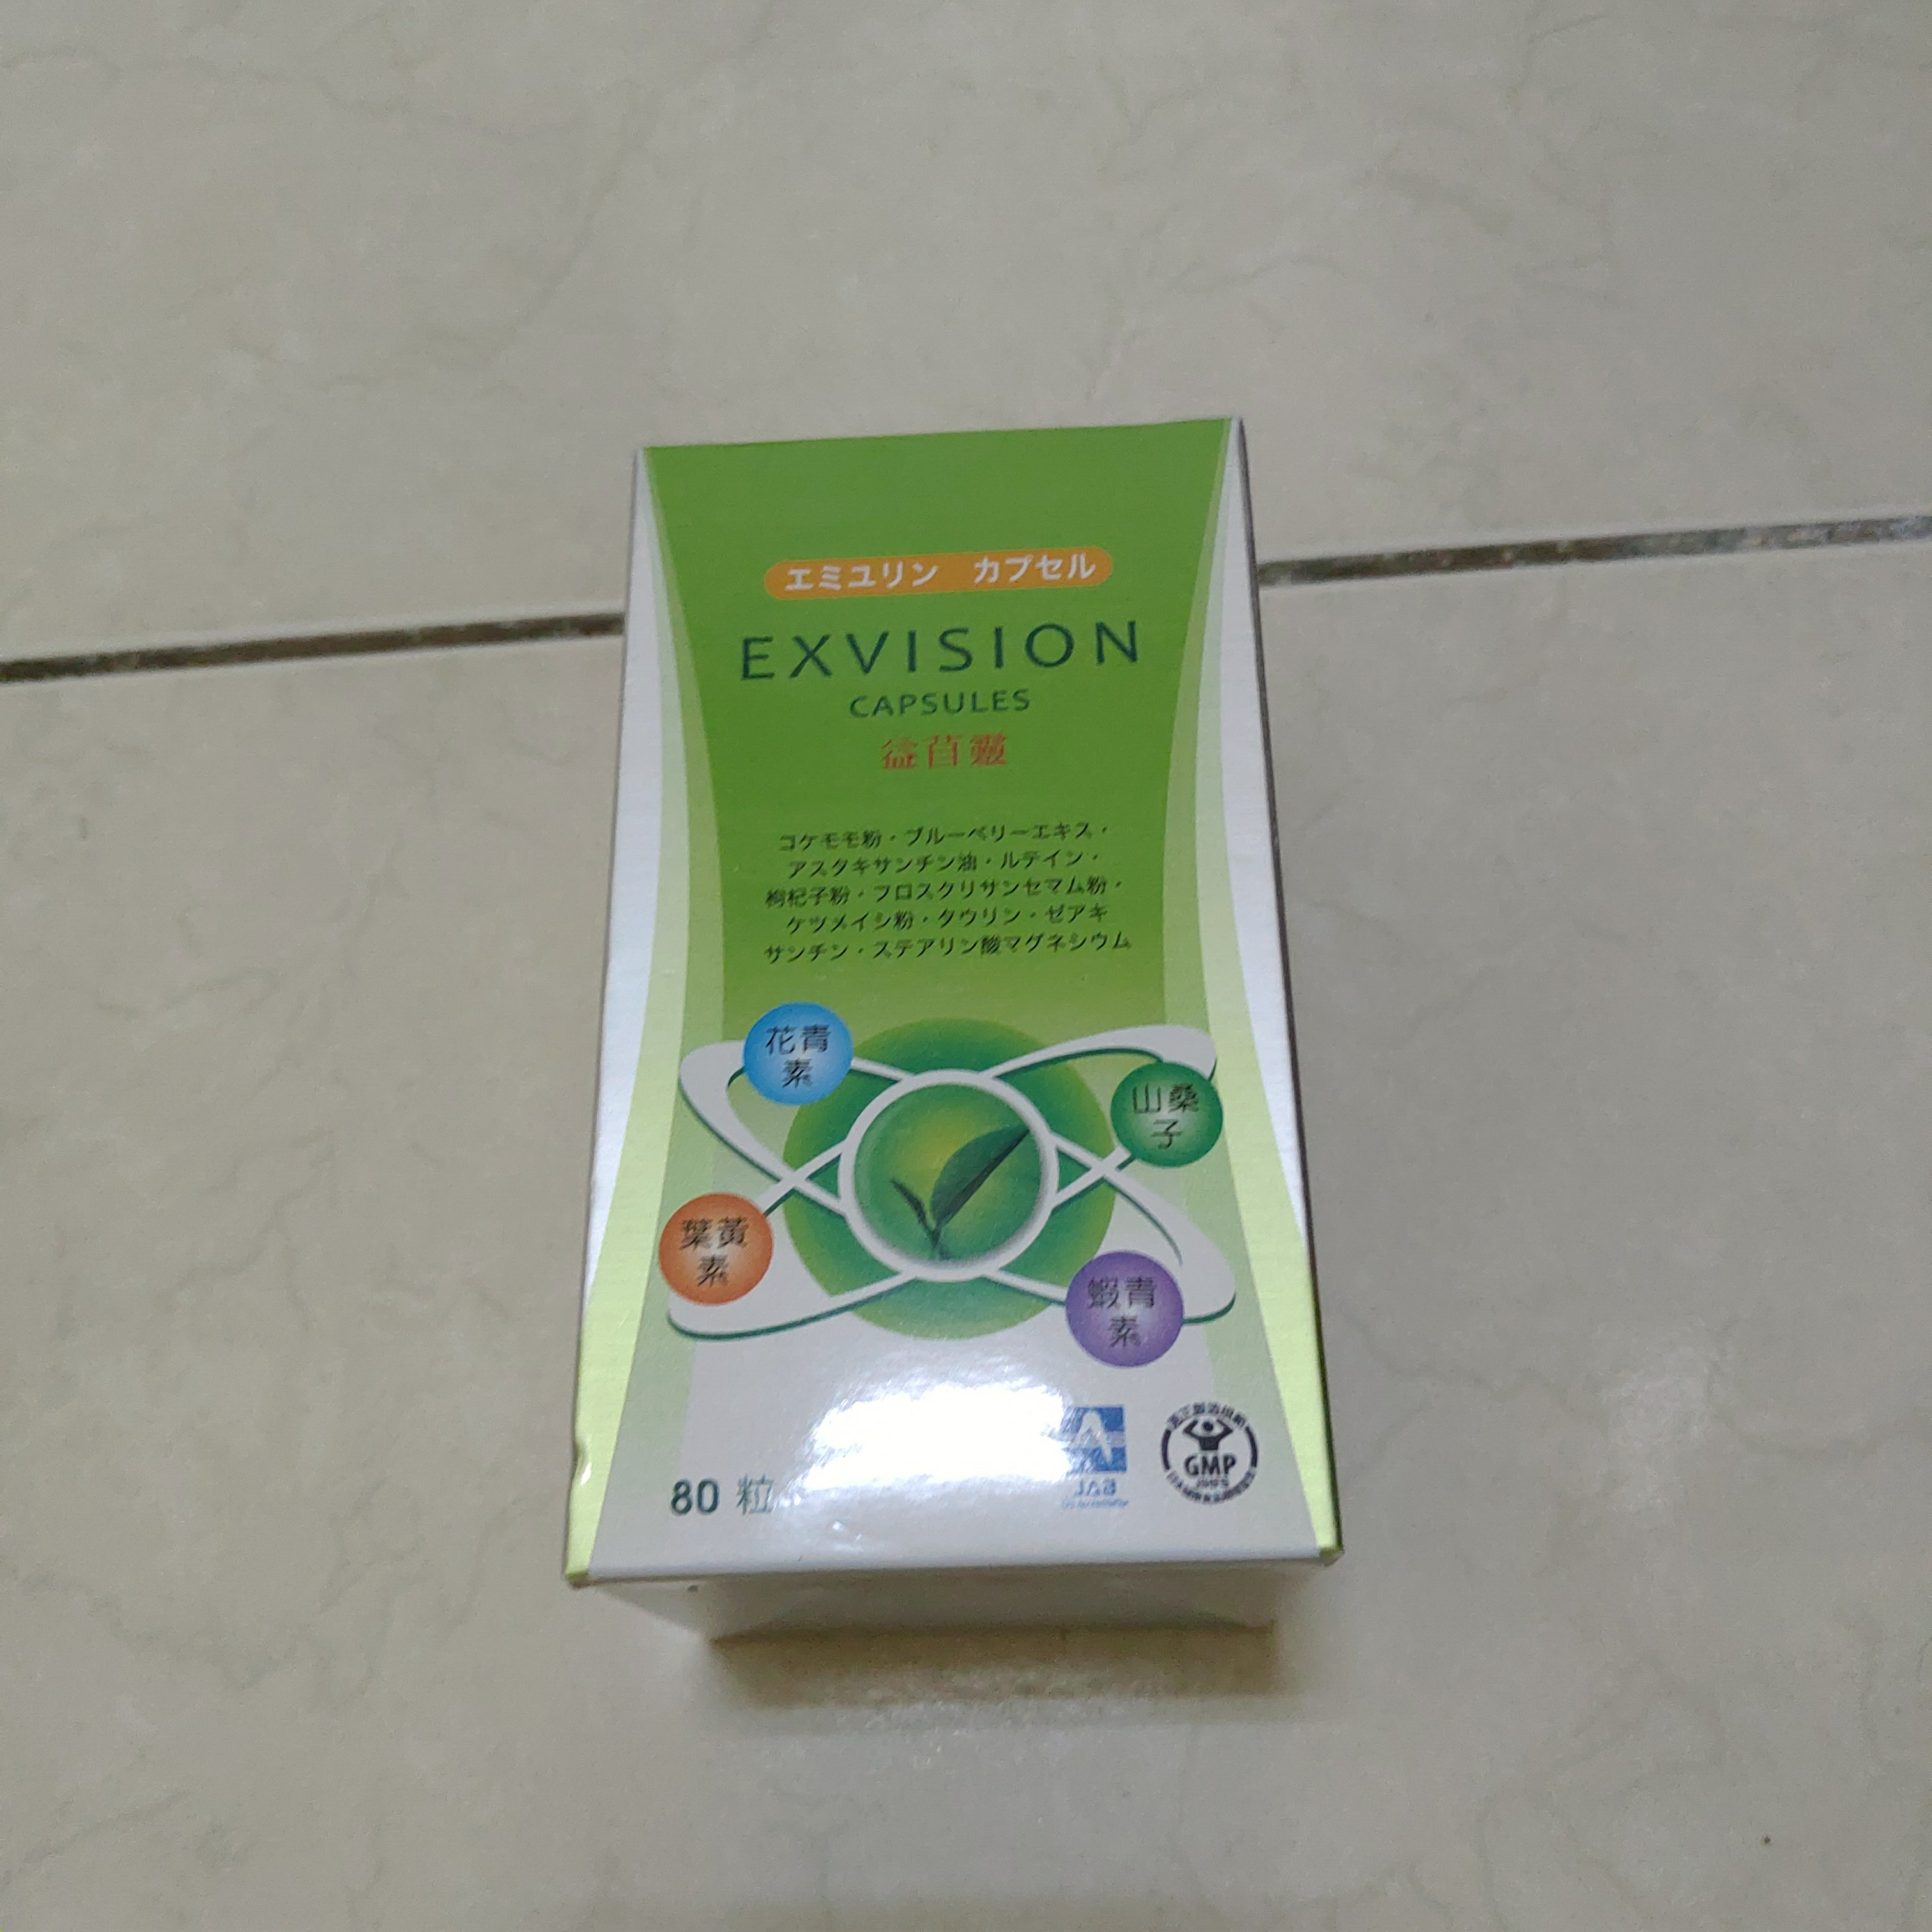 エミユリン カプセル
EXVISION
CAPSULES
益苜靈
コケモモ粉・ブルーベリーエキス・
アスタキサンチン油・ルテイン・
枸杞子粉・フロスクリサンセマム粉・
ケツメイシ粉・タウリン・ゼアキ
サンチン・ステアリン酸マグネシウム
花青
素
山桑
子
葉黃
素
蝦青
素
80 粒
JAB
GMP